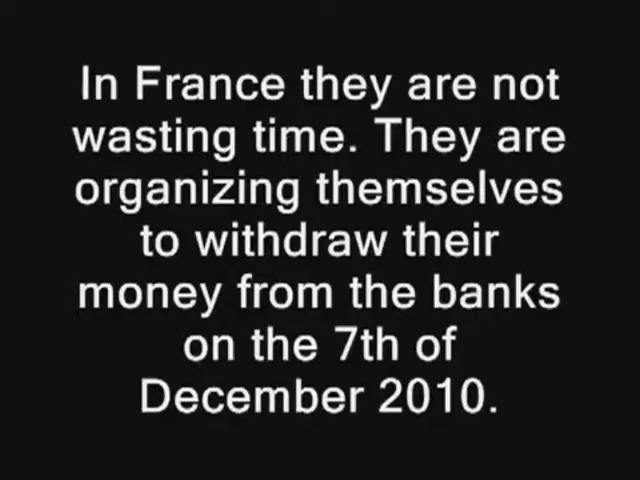 In France they are not
wasting time. They are
organizing themselves
to withdraw their
money from the banks
on the 7th of
December 2010.